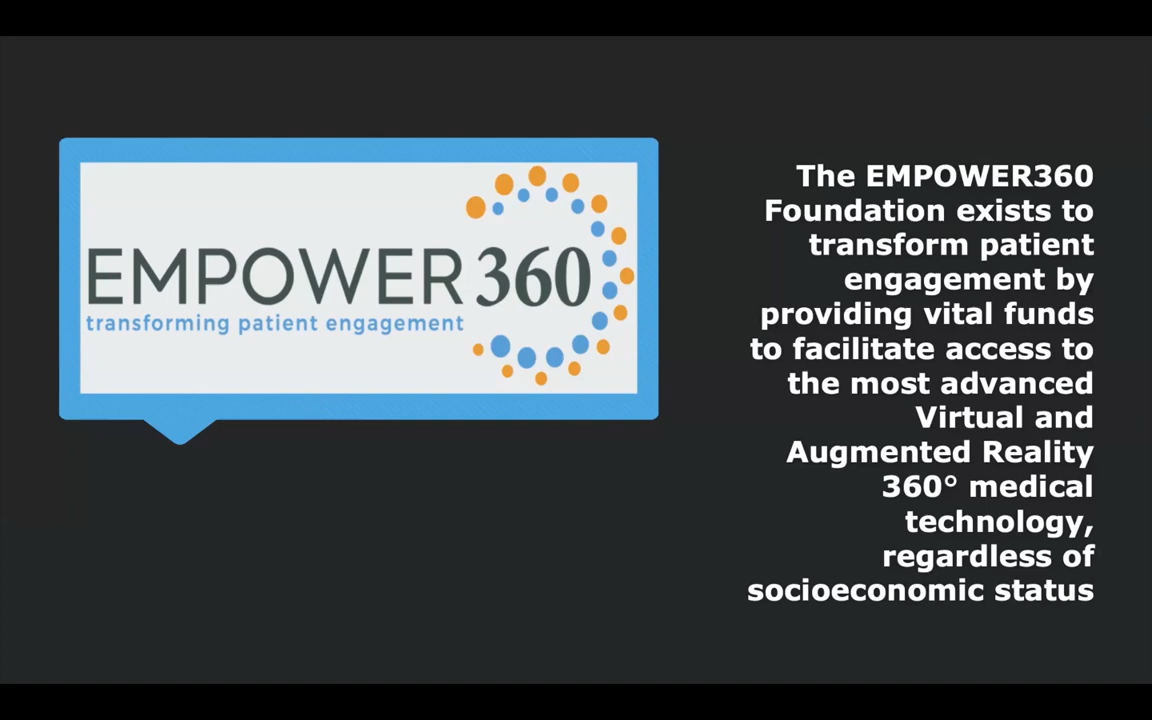 EMPOWER360
transforming patient engagement
The EMPOWER360
Foundation exists to
transform patient
engagement by
providing vital funds
to facilitate access to
the most advanced
Virtual and
Augmented Reality
360° medical
technology,
regardless of
socioeconomic status